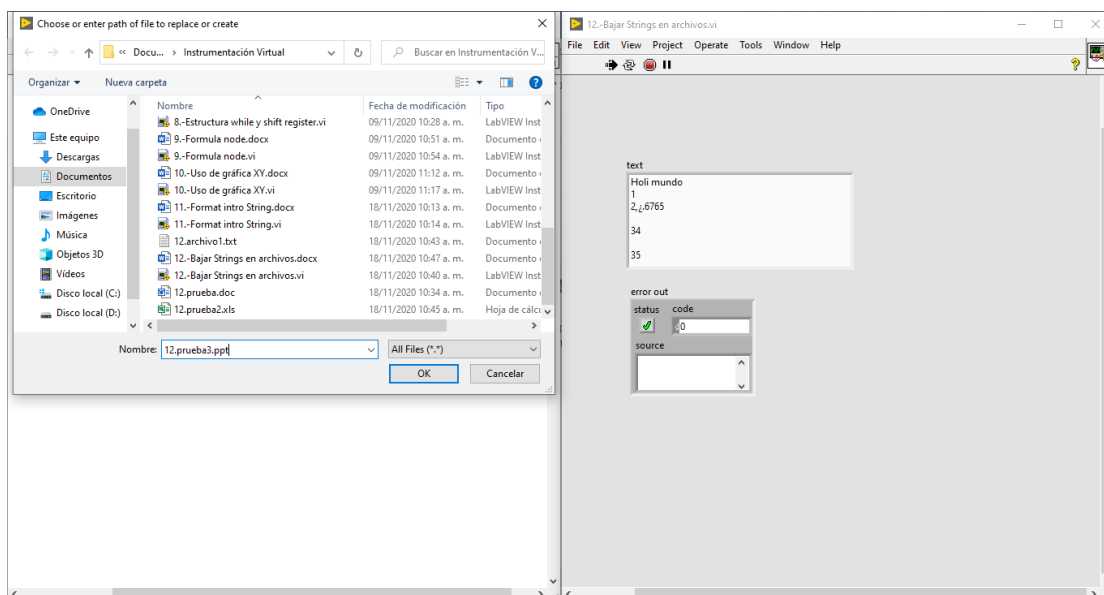 Choose or enter path of file to replace or create
« Docu... › Instrumentación Virtual
Buscar en Instrumentación V...
Organizar
Nueva carpeta
OneDrive
Este equipo
Descargas
Documentos
Escritorio
Imágenes
Música
Objetos 3D
Vídeos
Disco local (C:)
Disco local (D:)
Nombre Fecha de modificación Tipo
8.-Estructura while y shift register.vi 09/11/2020 10:28 a. m. LabVIEW Inst
9.-Formula node.docx 09/11/2020 10:51 a. m. Documento
9.-Formula node.vi 09/11/2020 10:54 a. m. LabVIEW Inst
10.-Uso de gráfica XY.docx 09/11/2020 11:12 a. m. Documento
10.-Uso de gráfica XY.vi 09/11/2020 11:17 a. m. LabVIEW Inst
11.-Format intro String.docx 18/11/2020 10:13 a. m. Documento
11.-Format intro String.vi 18/11/2020 10:14 a. m. LabVIEW Inst
12.archivo1.txt 18/11/2020 10:43 a. m. Documento
12.-Bajar Strings en archivos.docx 18/11/2020 10:47 a. m. Documento
12.-Bajar Strings en archivos.vi 18/11/2020 10:40 a. m. LabVIEW Inst
12.prueba.doc 18/11/2020 10:34 a. m. Documento
12.prueba2.xls 18/11/2020 10:45 a. m. Hoja de cálcu
Nombre: 12.prueba3.ppt
All Files (*.*)
OK
Cancelar
12.-Bajar Strings en archivos.vi
File Edit View Project Operate Tools Window Help
text
Holi mundo
1
2,¿.6765
34
35
error out
status code
0
source